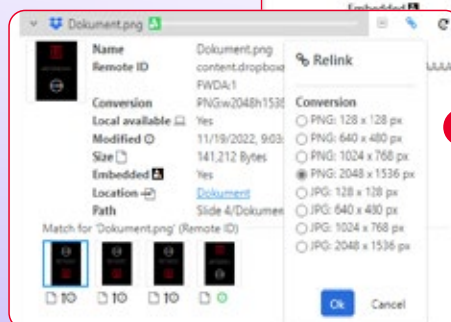 Embedded
Dokument.png
Name Dokument.png
Remote ID content.dropbox
FWDA:1
Conversion PNG:w2048h1536
Local available Yes
Modified 11/19/2022, 9:03:
Size 141,212 Bytes
Embedded Yes
Location Dokument
Path Slide 4/Dokumen
Match for 'Dokument.png' (Remote ID)
Relink
Conversion
PNG: 128 x 128 px
PNG: 640 x 480 px
PNG: 1024 x 768 px
PNG: 2048 x 1536 px
JPG: 128 x 128 px
JPG: 640 x 480 px
JPG: 1024 x 768 px
JPG: 2048 x 1536 px
Ok Cancel